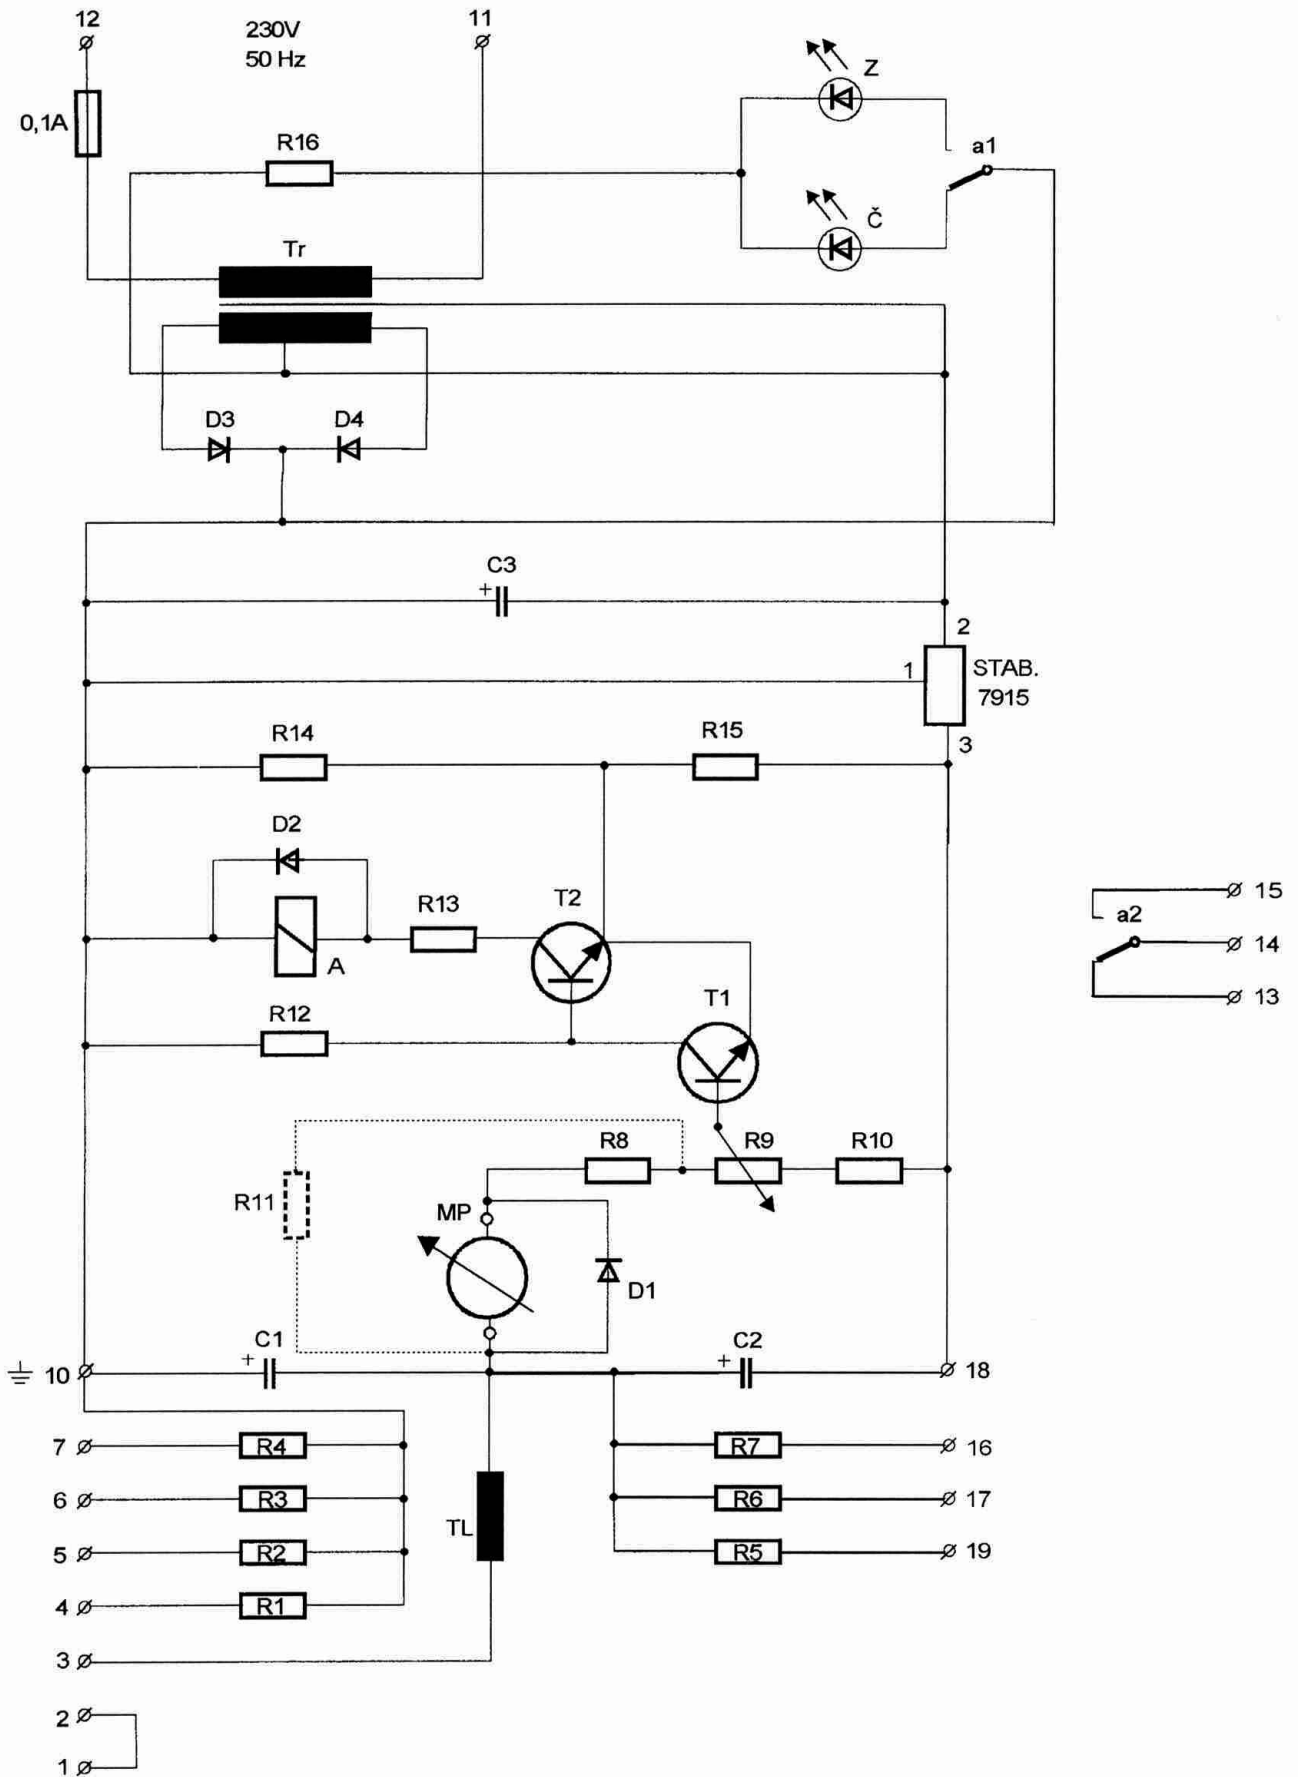 12
230V
50 Hz
11
0,1A
R16
Z
a1
Č
Tr
D3
D4
C3
+
2
1
STAB.
7915
3
R14
R15
D2
R13
T2
A
15
a2
14
13
R12
T1
R8
R9
R10
R11
MP
D1
C1
+
C2
+
10
18
7
R4
R7
16
6
R3
R6
17
TL
5
R2
R5
19
4
R1
3
2
1